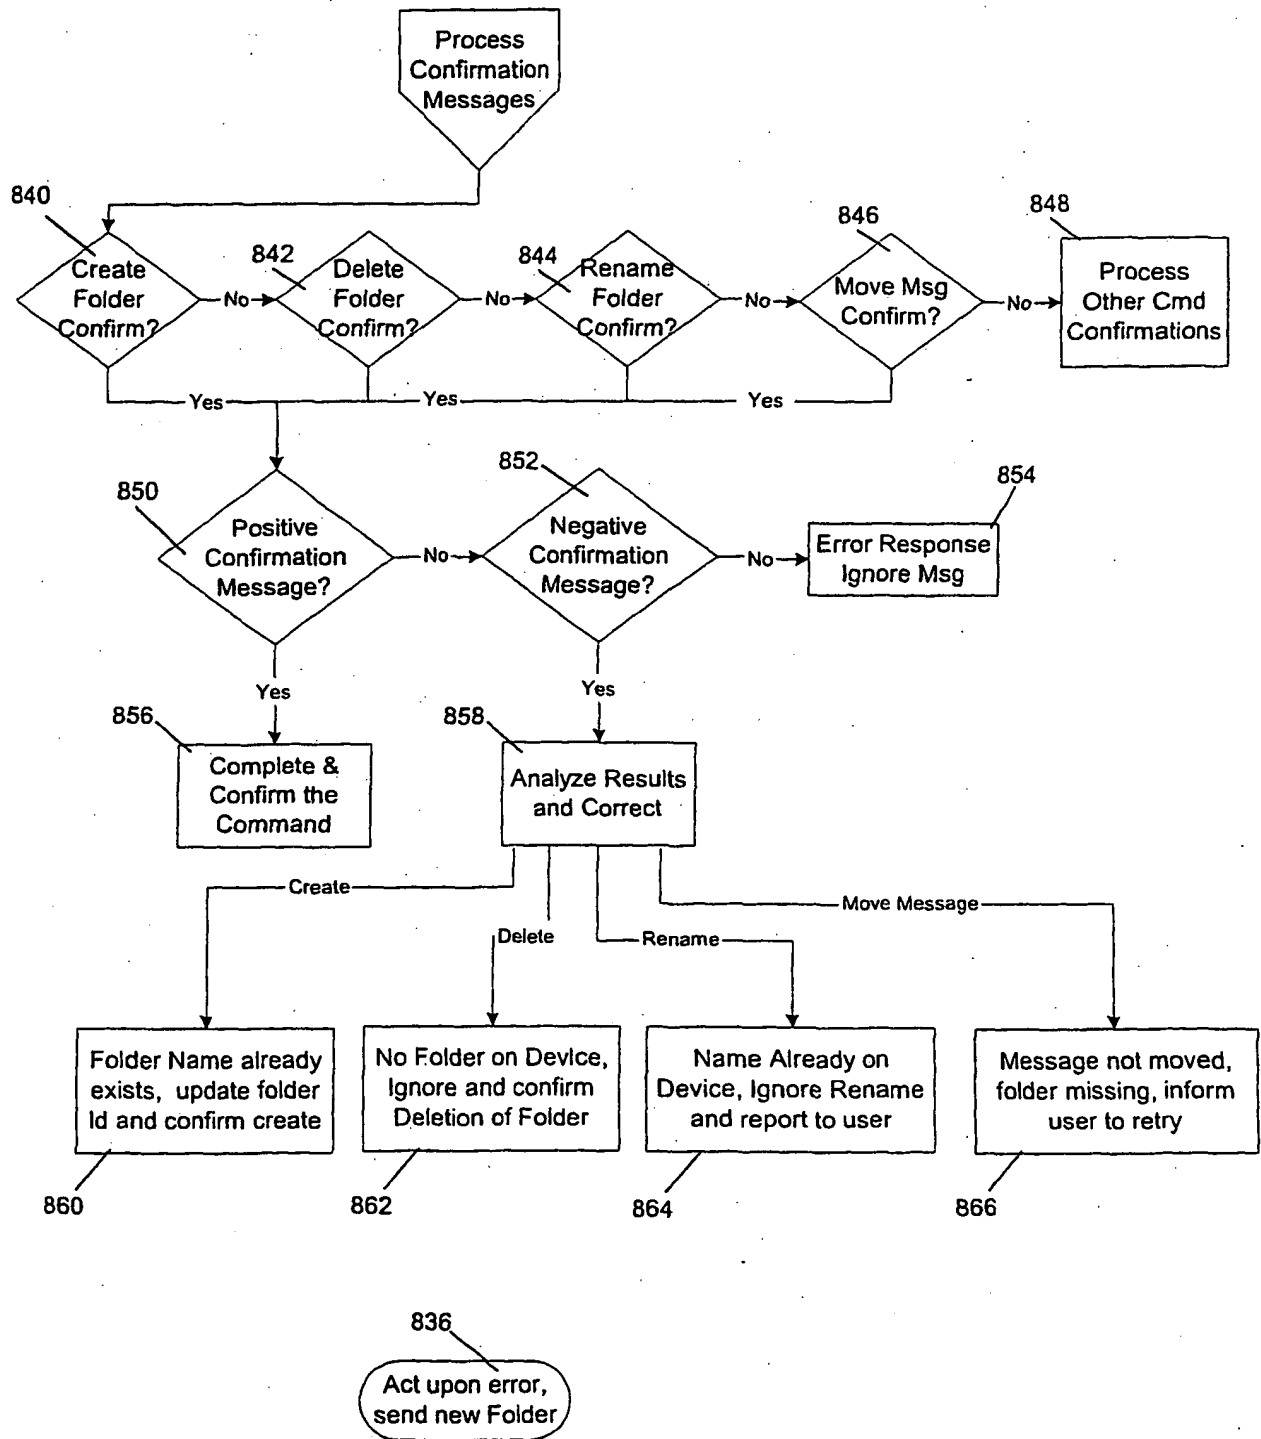 Process
Confirmation
Messages
840
842
844
846
848
Create
Folder
Confirm?
No
Delete
Folder
Confirm?
No
Rename
Folder
Confirm?
No
Move Msg
Confirm?
No
Process
Other Cmd
Confirmations
Yes
Yes
Yes
850
852
854
Positive
Confirmation
Message?
No
Negative
Confirmation
Message?
No
Error Response
Ignore Msg
Yes
Yes
856
858
Complete &
Confirm the
Command
Analyze Results
and Correct
Create
Delete
Rename
Move Message
Folder Name already
exists, update folder
Id and confirm create
No Folder on Device,
Ignore and confirm
Deletion of Folder
Name Already on
Device, Ignore Rename
and report to user
Message not moved,
folder missing, inform
user to retry
860
862
864
866
836
Act upon error,
send new Folder